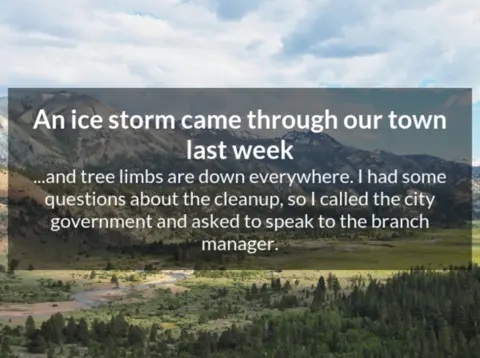 An ice storm came through our town
last week
...and tree limbs are down everywhere. I had some
questions about the cleanup, so I called the city
government and asked to speak to the branch
manager.